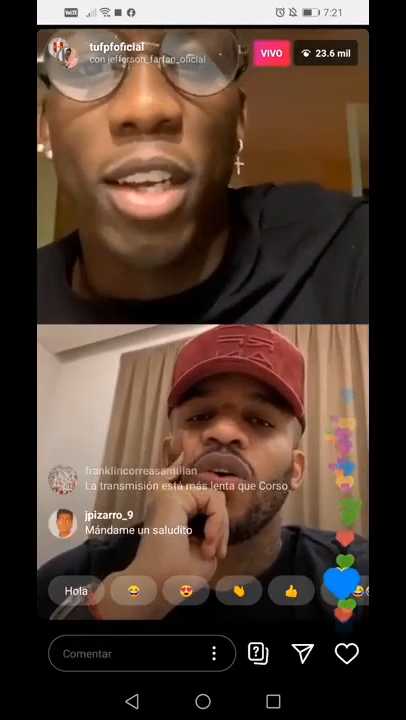 7:21
tufpfoficial
con jefferson_farfan_oficial
VIVO
23.6 mil
franklincorreasantillan
La transmisión está más lenta que Corso
jpizarro_9
Mándame un saludito
Hola
Comentar